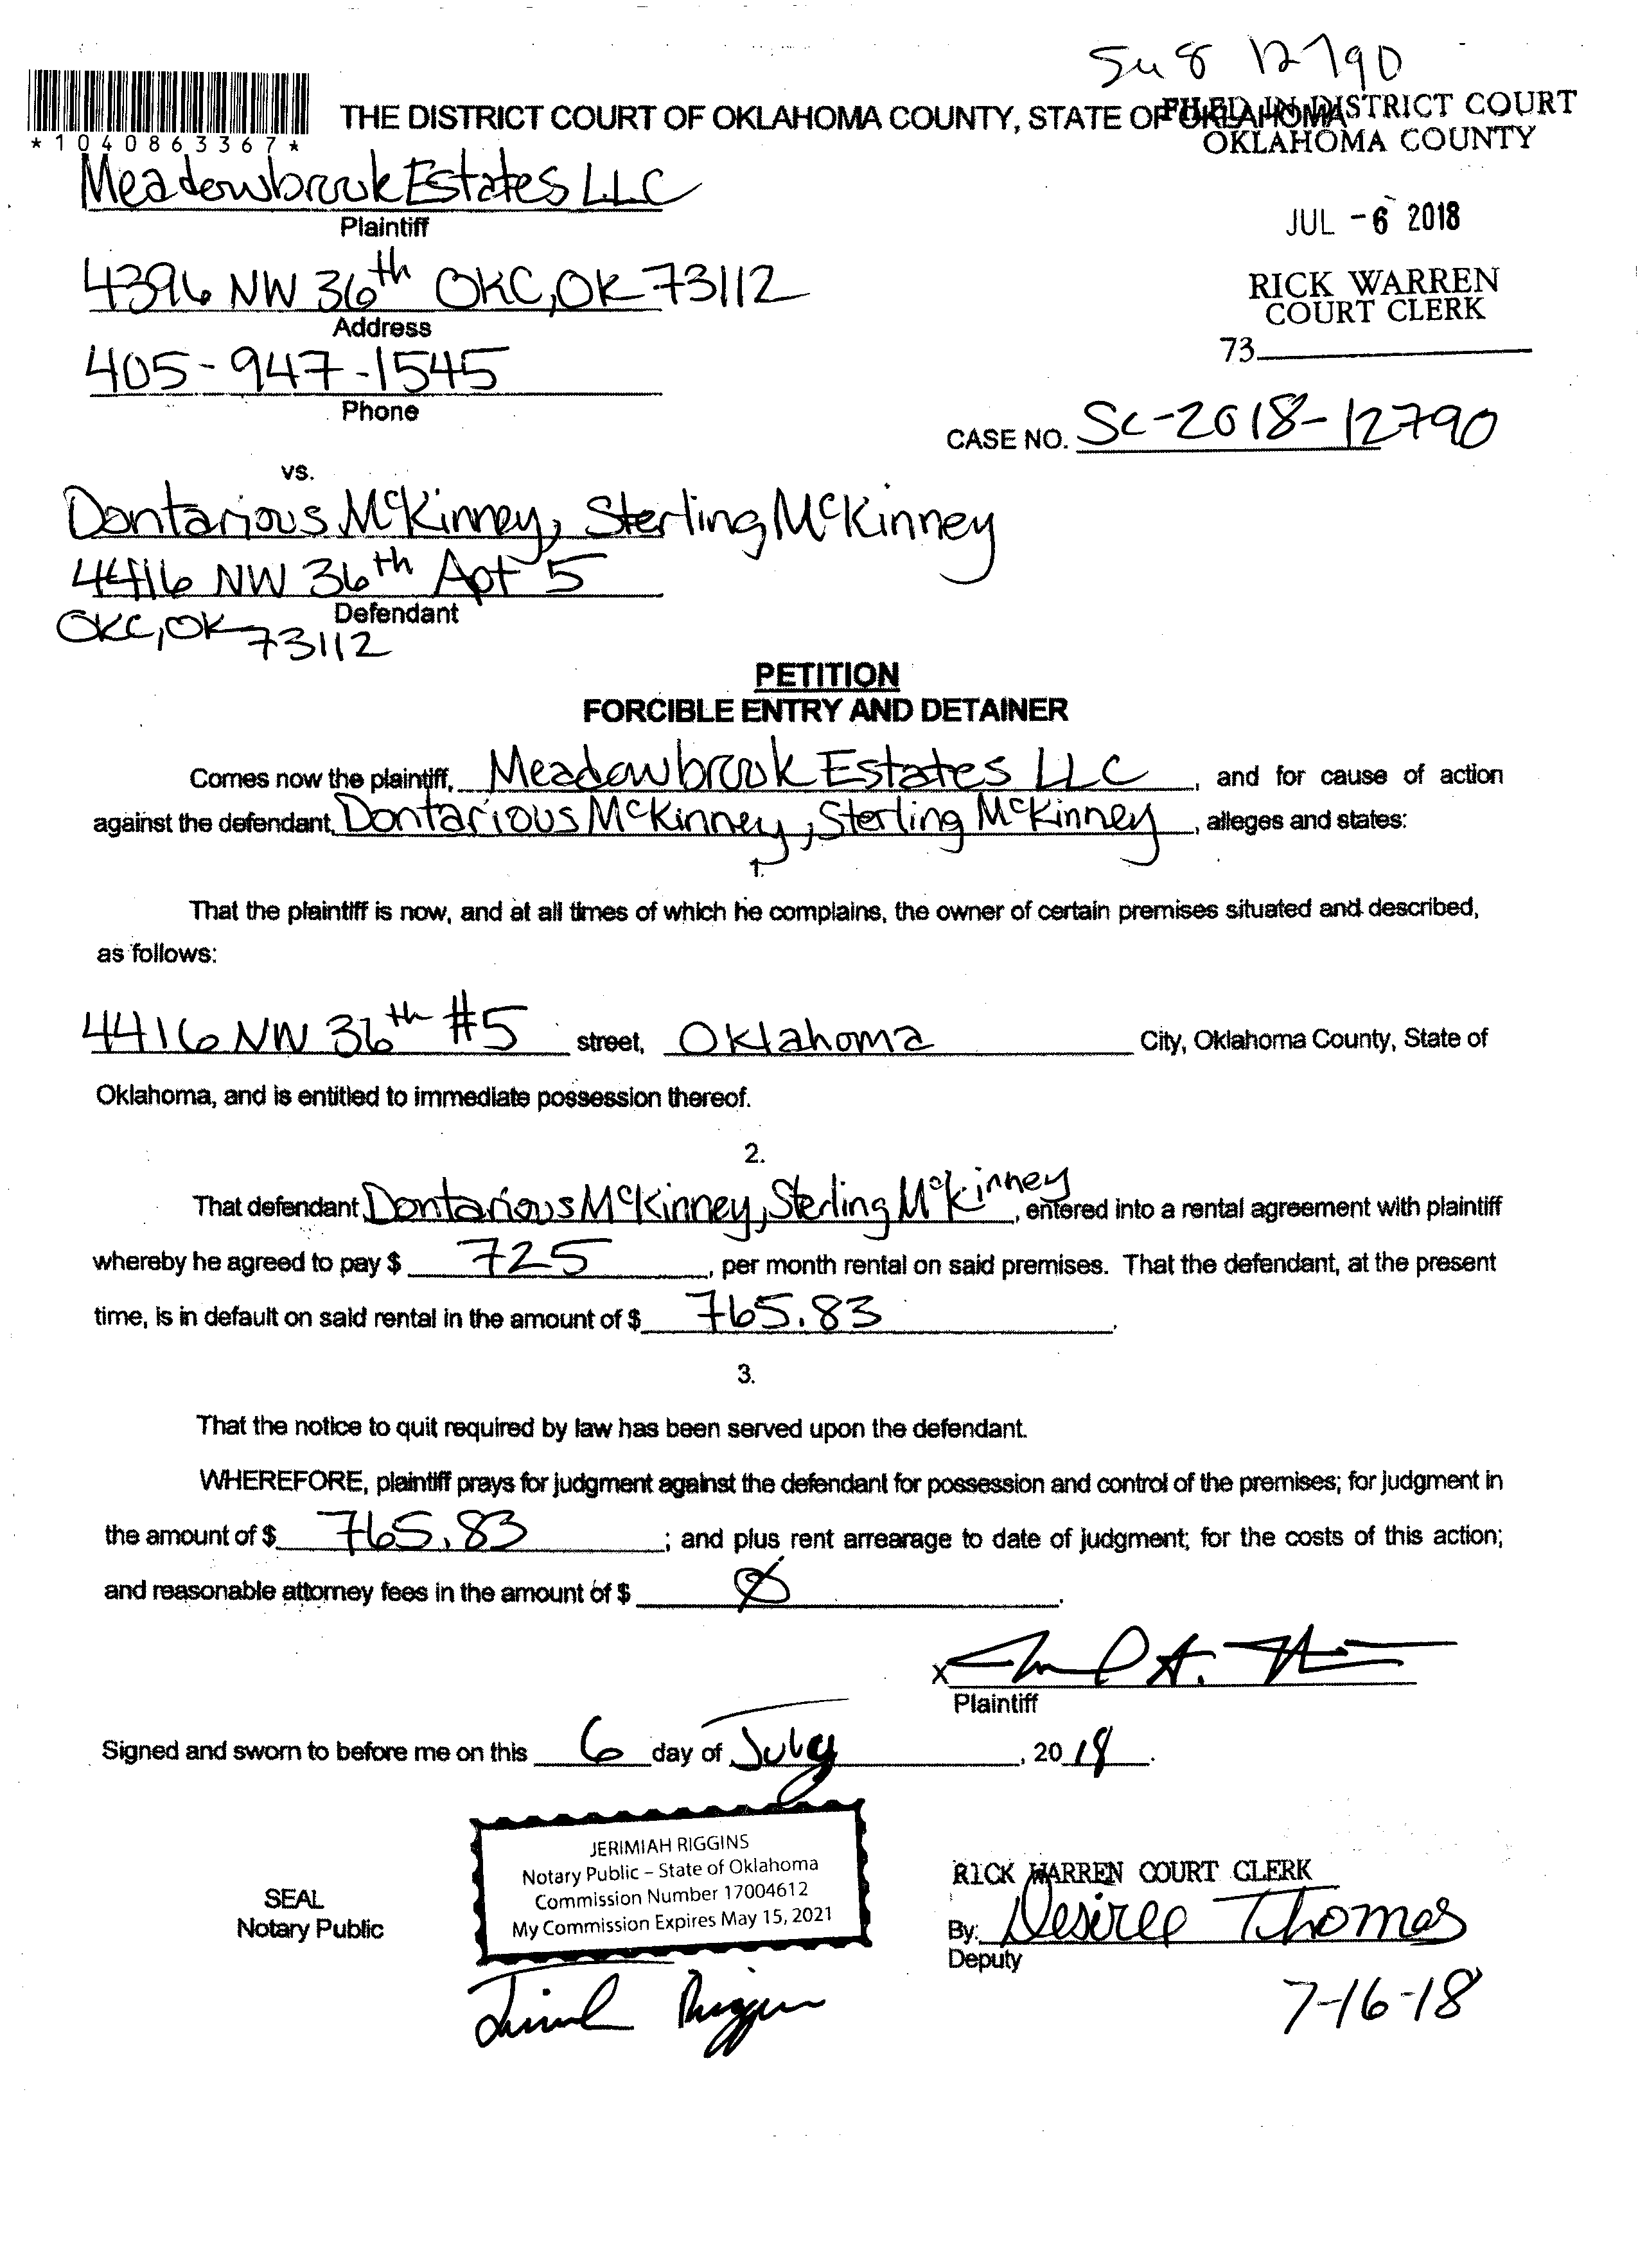 Su 8 12790
THE DISTRICT COURT OF OKLAHOMA COUNTY, STATE OF OKLAHOMA
FILED IN DISTRICT COURT
OKLAHOMA COUNTY
*1040863367*
Meadowbrook Estates LLC
Plaintiff
JUL -6 2018
4396 NW 36th OKC, OK 73112
Address
RICK WARREN
COURT CLERK
405-947-1545
Phone
73
CASE NO. SC-2018-12790
vs.
Dontarious McKinney, Sterling McKinney
4416 NW 36th Apt 5
Defendant
OKC, OK 73112
PETITION
FORCIBLE ENTRY AND DETAINER
Comes now the plaintiff, Meadowbrook Estates LLC, and for cause of action
against the defendant, Dontarious McKinney, Sterling McKinney, alleges and states:
1.
That the plaintiff is now, and at all times of which he complains, the owner of certain premises situated and described,
as follows:
4416 NW 36th #5 street, Oklahoma City, Oklahoma County, State of
Oklahoma, and is entitled to immediate possession thereof.
2.
That defendant Dontarious McKinney, Sterling McKinney, entered into a rental agreement with plaintiff
whereby he agreed to pay $ 725, per month rental on said premises. That the defendant, at the present
time, is in default on said rental in the amount of $ 765.83.
3.
That the notice to quit required by law has been served upon the defendant.
WHEREFORE, plaintiff prays for judgment against the defendant for possession and control of the premises; for judgment in
the amount of $ 765.83; and plus rent arrearage to date of judgment; for the costs of this action;
and reasonable attorney fees in the amount of $ Ø.
X
Plaintiff
Signed and sworn to before me on this 6 day of July, 20 18.
JERIMIAH RIGGINS
Notary Public – State of Oklahoma
Commission Number 17004612
My Commission Expires May 15, 2021
SEAL
Notary Public
RICK WARREN COURT CLERK
By: Desiree Thomas
Deputy
7-16-18